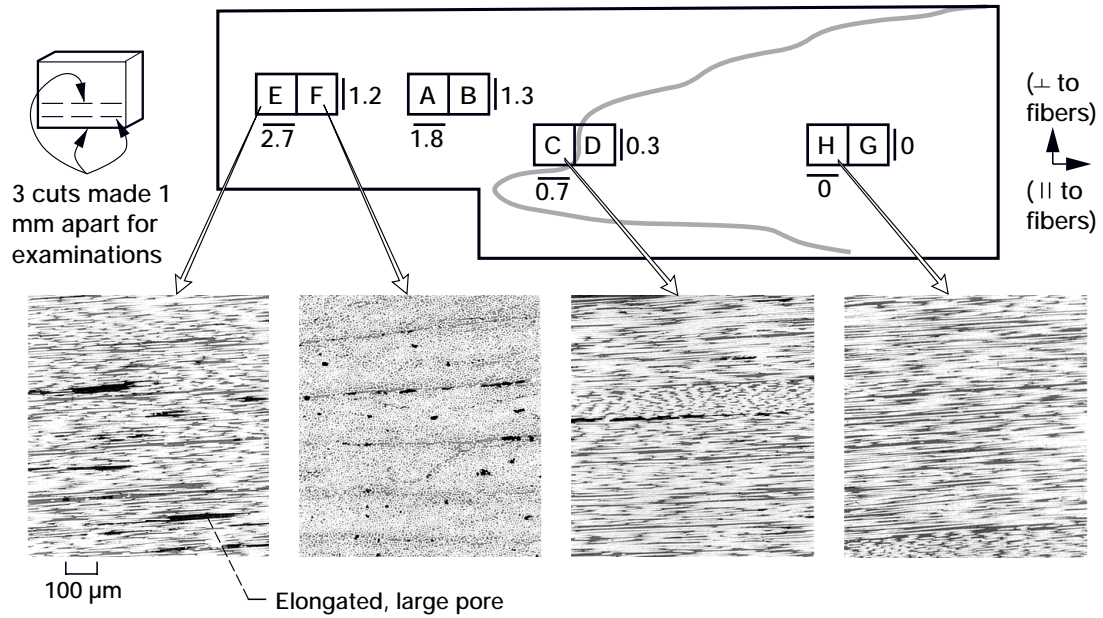 E F 1.2
2.7
A B 1.3
1.8
C D 0.3
0.7
H G 0
0
(⊥ to
fibers)
(|| to
fibers)
3 cuts made 1
mm apart for
examinations
100 µm
Elongated, large pore